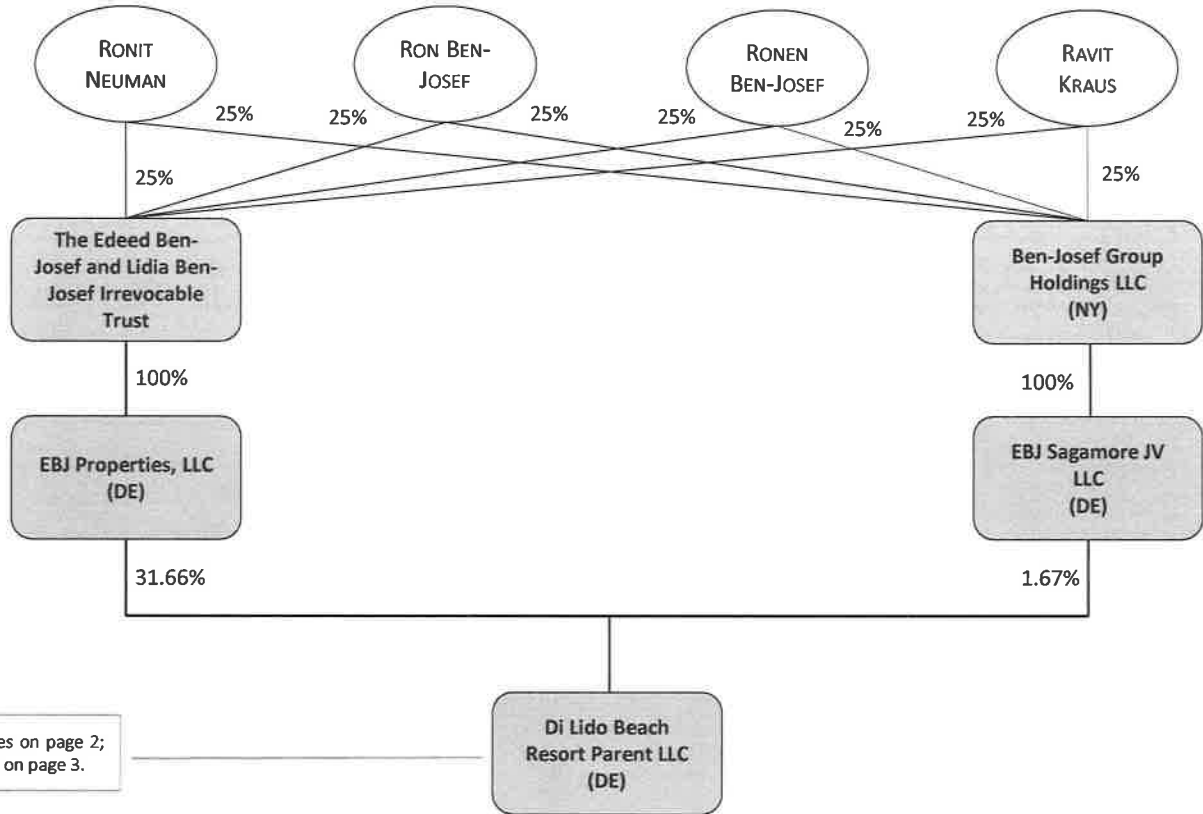 RONIT
NEUMAN
RON BEN-
JOSEF
RONEN
BEN-JOSEF
RAVIT
KRAUS
25%
25%
25%
25%
25%
25%
25%
25%
The Edeed Ben-
Josef and Lidia Ben-
Josef Irrevocable
Trust
Ben-Josef Group
Holdings LLC
(NY)
100%
100%
EBJ Properties, LLC
(DE)
EBJ Sagamore JV
LLC
(DE)
31.66%
1.67%
Di Lido Beach
Resort Parent LLC
(DE)
on page 2;
on page 3.